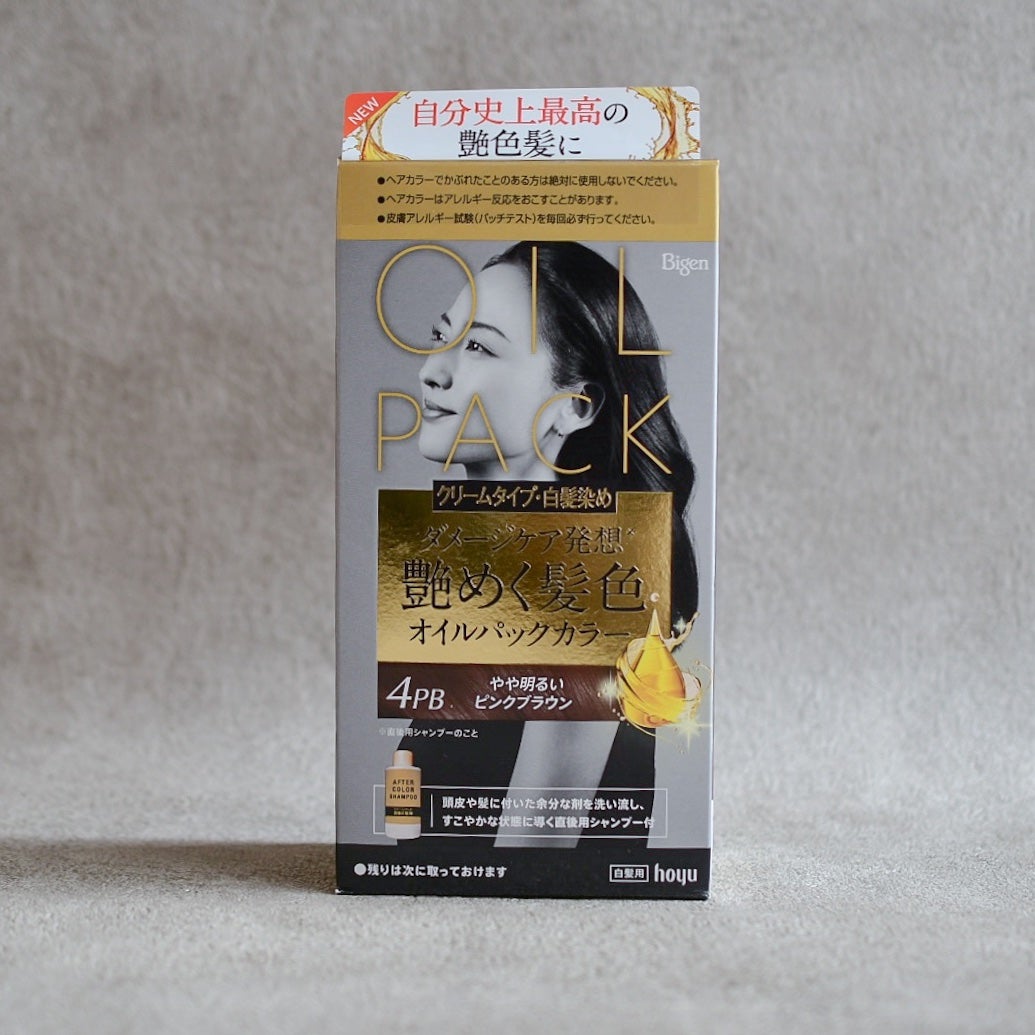 NEW
自分史上最高の
艶色髪に
●ヘアカラーでかぶれたことのある方は絶対に使用しないでください。
●ヘアカラーはアレルギー反応をおこすことがあります。
●皮膚アレルギー試験(パッチテスト)を毎回必ず行ってください。
Bigen
OIL
PACK
クリームタイプ・白髪染め
ダメージケア発想※
艶めく髪色
オイルパックカラー
4PB
やや明るい
ピンクブラウン
※直後用シャンプーのこと
AFTER
COLOR
SHAMPOO
頭皮や髪に付いた余分な剤を洗い流し、
すこやかな状態に導く直後用シャンプー付
●残りは次に取っておけます
白髪用 hoyu